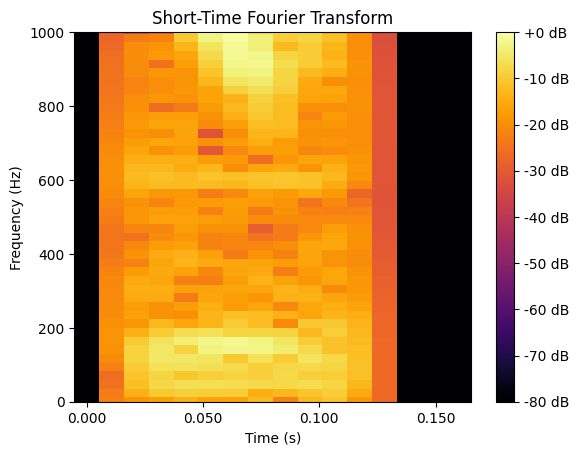 Short-Time Fourier Transform
1000
800
600
400
200
0
Frequency (Hz)
0.000
0.050
0.100
0.150
Time (s)
+0 dB
-10 dB
-20 dB
-30 dB
-40 dB
-50 dB
-60 dB
-70 dB
-80 dB